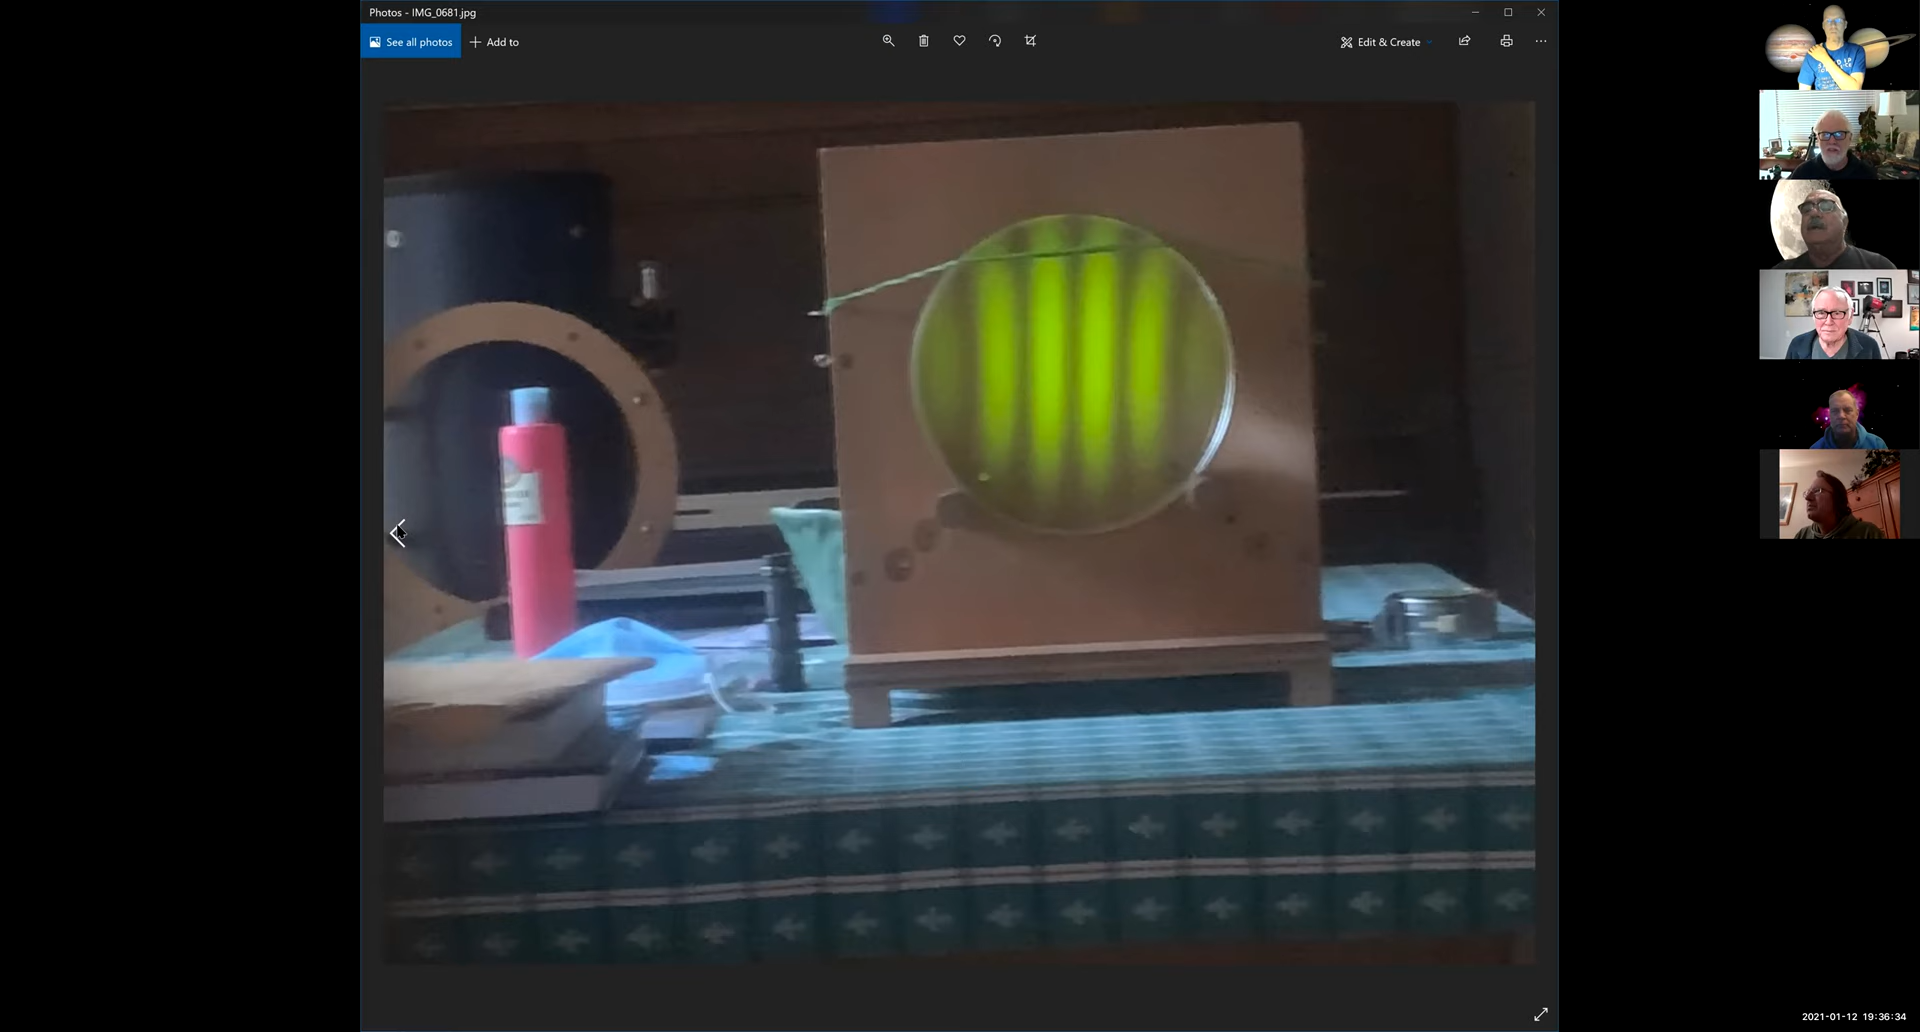 Photos - IMG_0681.jpg
See all photos
Add to
Edit & Create
2021-01-12 19:36:34